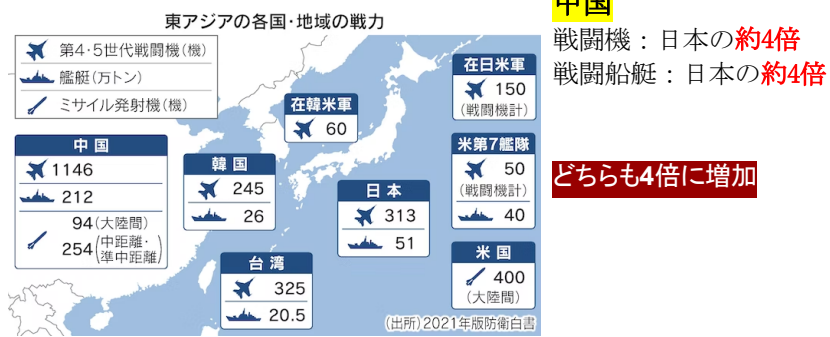 東アジアの各国・地域の戦力
第4・5世代戦闘機(機)
艦艇(万トン)
ミサイル発射機(機)
中国
1146
212
94(大陸間)
254(中距離・準中距離)
在韓米軍
60
韓国
245
26
日本
313
51
台湾
325
20.5
在日米軍
150
(戦闘機計)
米第7艦隊
50
(戦闘機計)
40
米国
400
(大陸間)
(出所)2021年版防衛白書
中国
戦闘機：日本の約4倍
戦闘船艇：日本の約4倍
どちらも4倍に増加